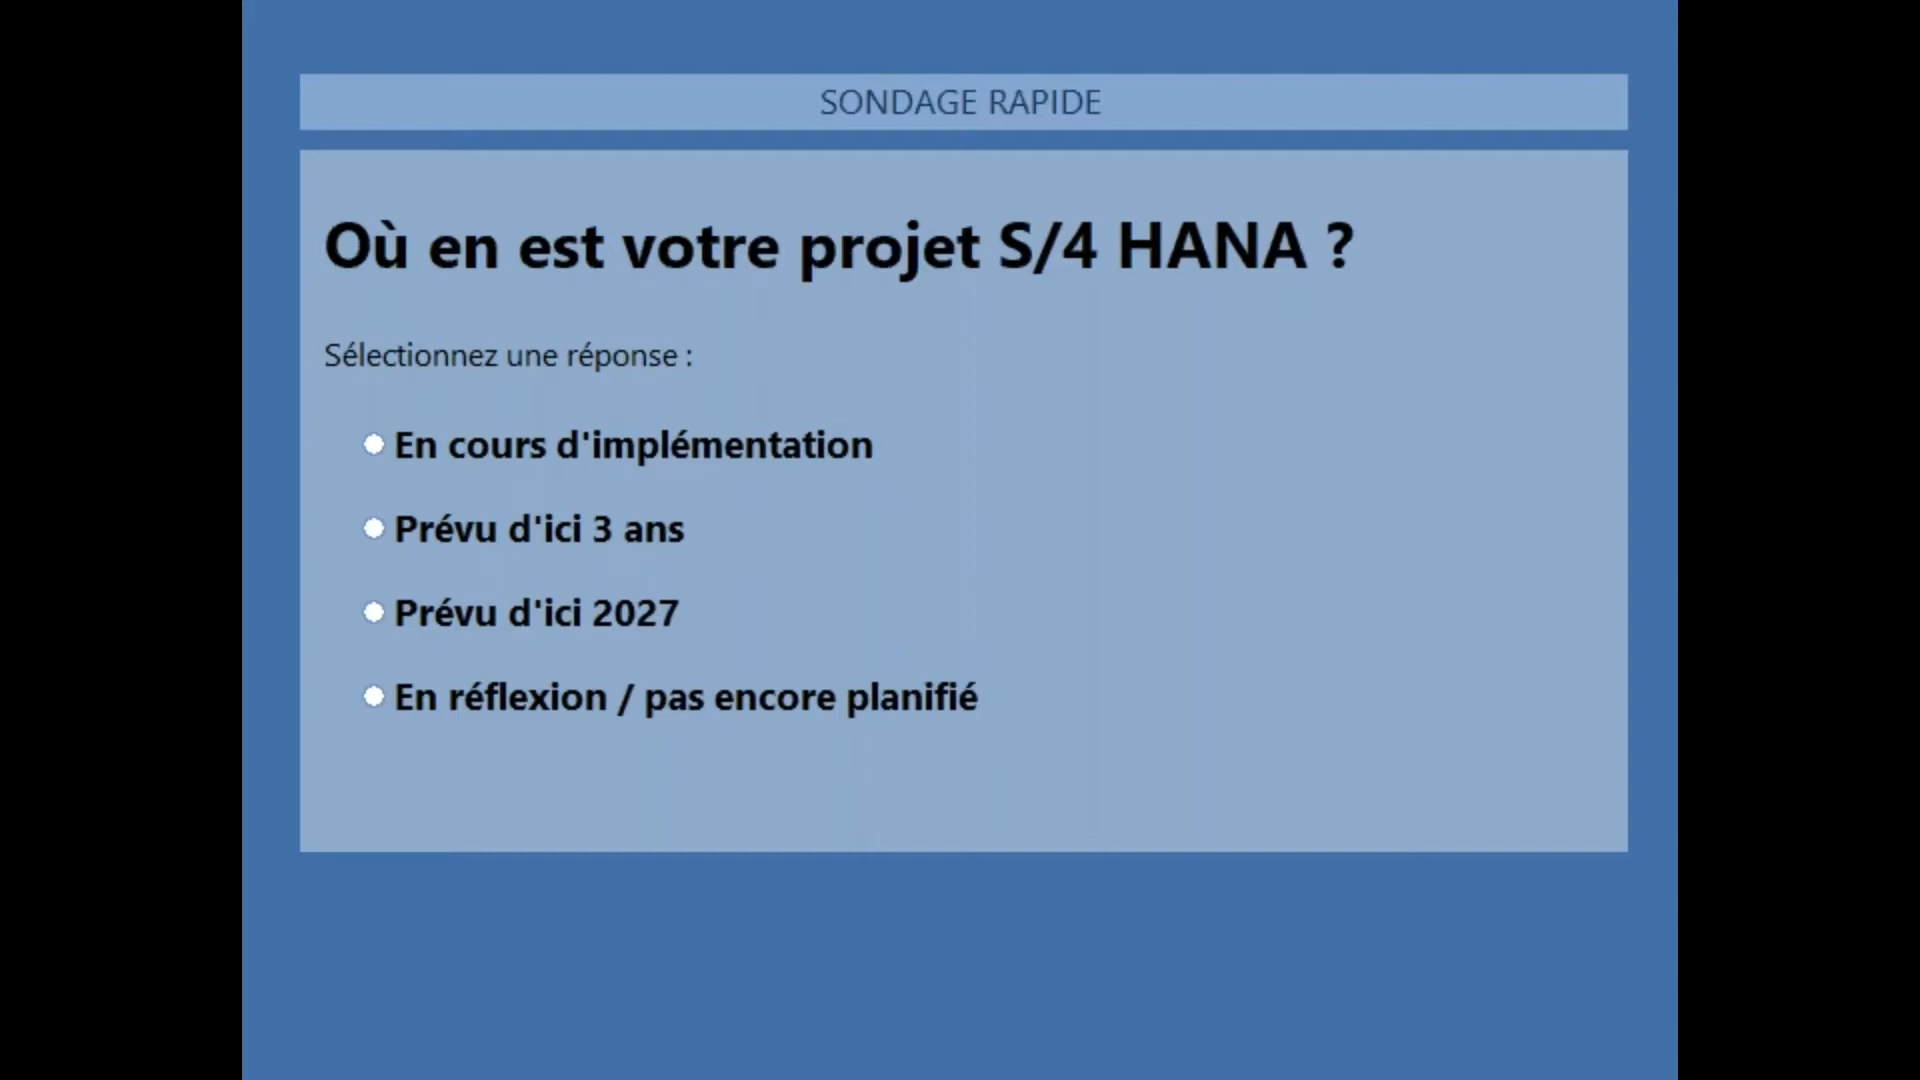 SONDAGE RAPIDE
Où en est votre projet S/4 HANA ?
Sélectionnez une réponse :
En cours d'implémentation
Prévu d'ici 3 ans
Prévu d'ici 2027
En réflexion / pas encore planifié